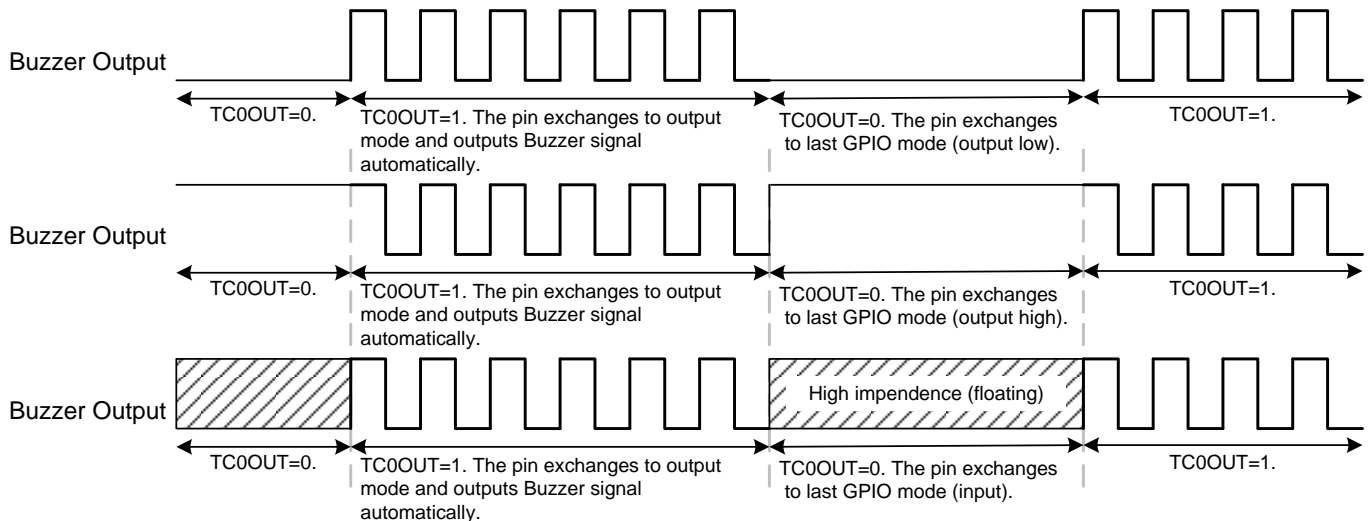 Buzzer Output
TC0OUT=0.
TC0OUT=1. The pin exchanges to output
mode and outputs Buzzer signal
automatically.
TC0OUT=0. The pin exchanges
to last GPIO mode (output low).
TC0OUT=1.
Buzzer Output
TC0OUT=0.
TC0OUT=1. The pin exchanges to output
mode and outputs Buzzer signal
automatically.
TC0OUT=0. The pin exchanges
to last GPIO mode (output high).
TC0OUT=1.
Buzzer Output
High impendence (floating)
TC0OUT=0.
TC0OUT=1. The pin exchanges to output
mode and outputs Buzzer signal
automatically.
TC0OUT=0. The pin exchanges
to last GPIO mode (input).
TC0OUT=1.